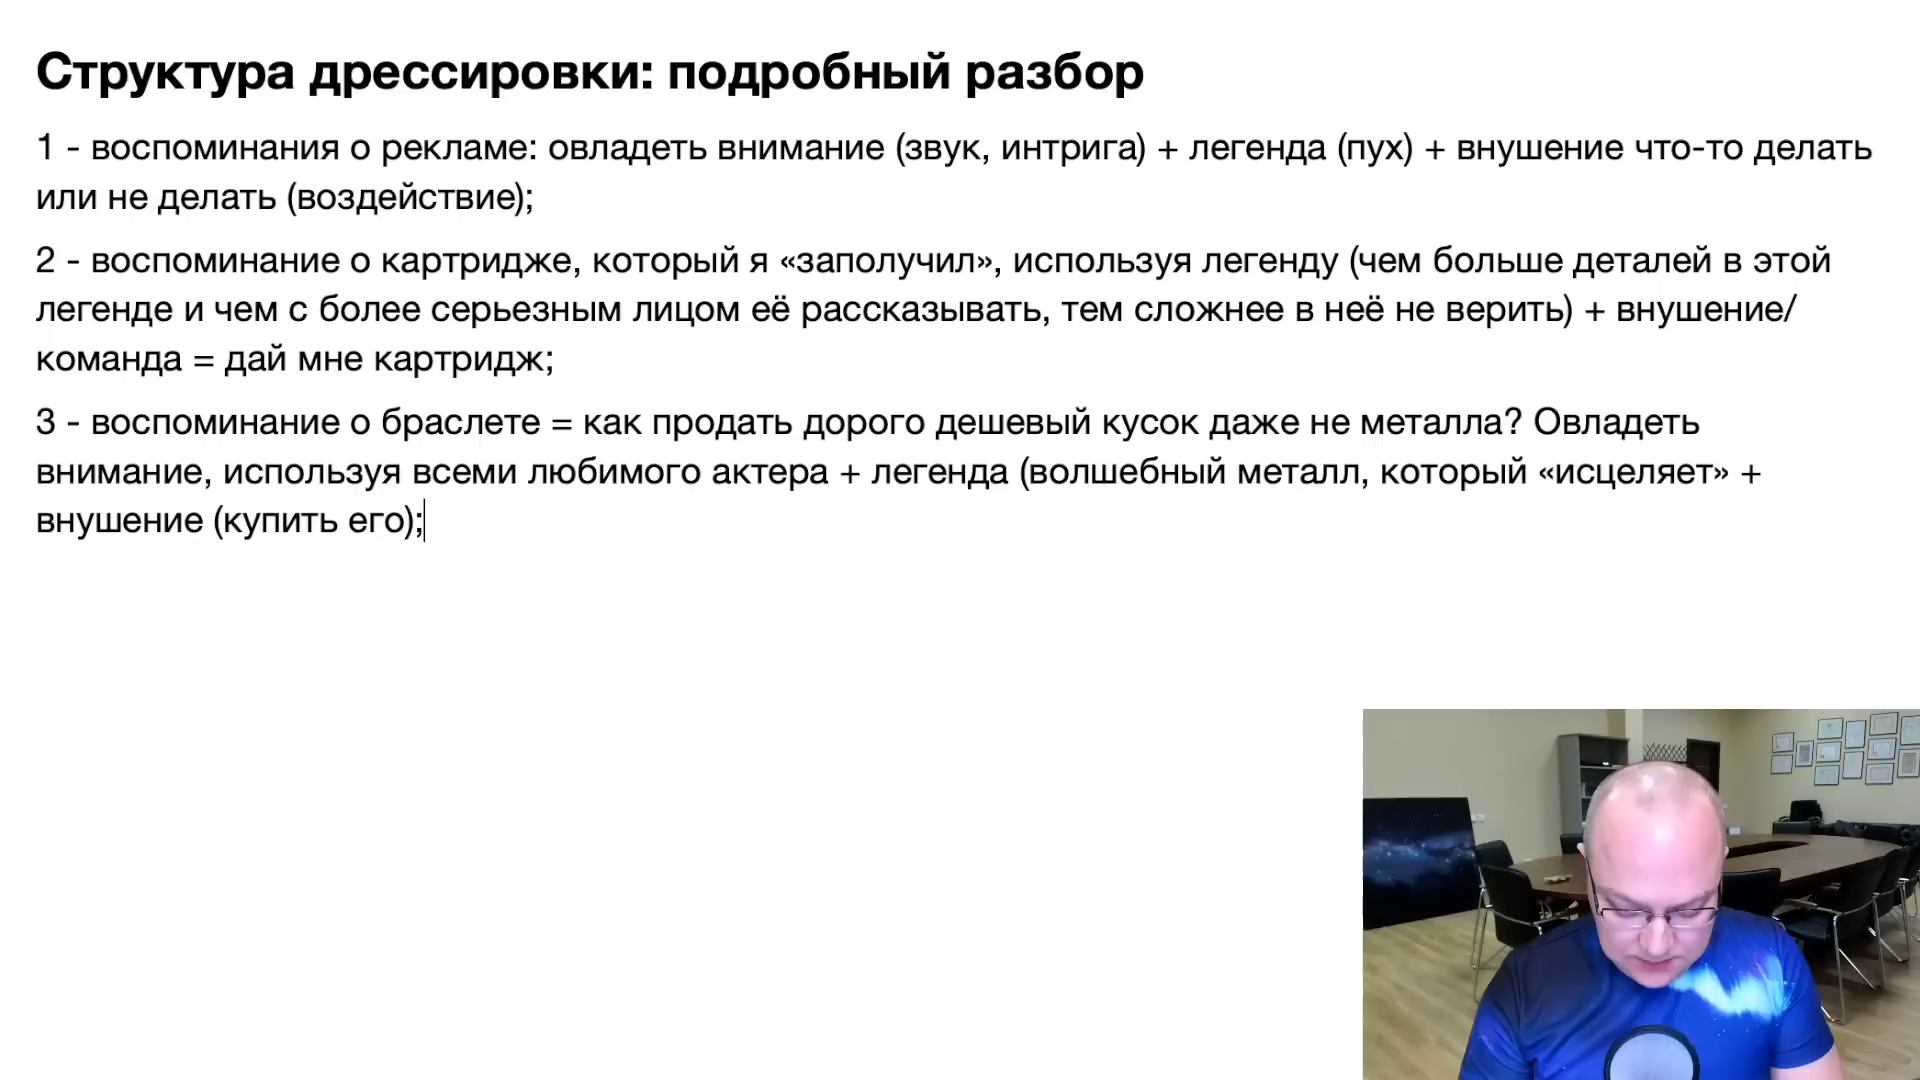 Структура дрессировки: подробный разбор
1 - воспоминания о рекламе: овладеть внимание (звук, интрига) + легенда (пух) + внушение что-то делать
или не делать (воздействие);
2 - воспоминание о картридже, который я «заполучил», используя легенду (чем больше деталей в этой
легенде и чем с более серьезным лицом её рассказывать, тем сложнее в неё не верить) + внушение/
команда = дай мне картридж;
3 - воспоминание о браслете = как продать дорого дешевый кусок даже не металла? Овладеть
внимание, используя всеми любимого актера + легенда (волшебный металл, который «исцеляет» +
внушение (купить его);